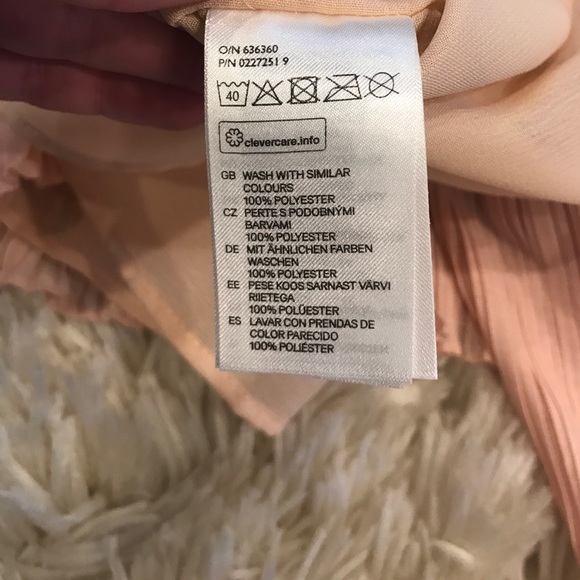 O/N 636360
P/N 0227251 9
40
clevercare.info
GB WASH WITH SIMILAR
COLOURS
100% POLYESTER
CZ PERTE S PODOBNÝMI
BARVAMI
100% POLYESTER
DE MIT ÄHNLICHEN FARBEN
WASCHEN
100% POLYESTER
EE PESE KOOS SARNAST VÄRVI
RIIETEGA
100% POLÜESTER
ES LAVAR CON PRENDAS DE
COLOR PARECIDO
100% POLIÉSTER